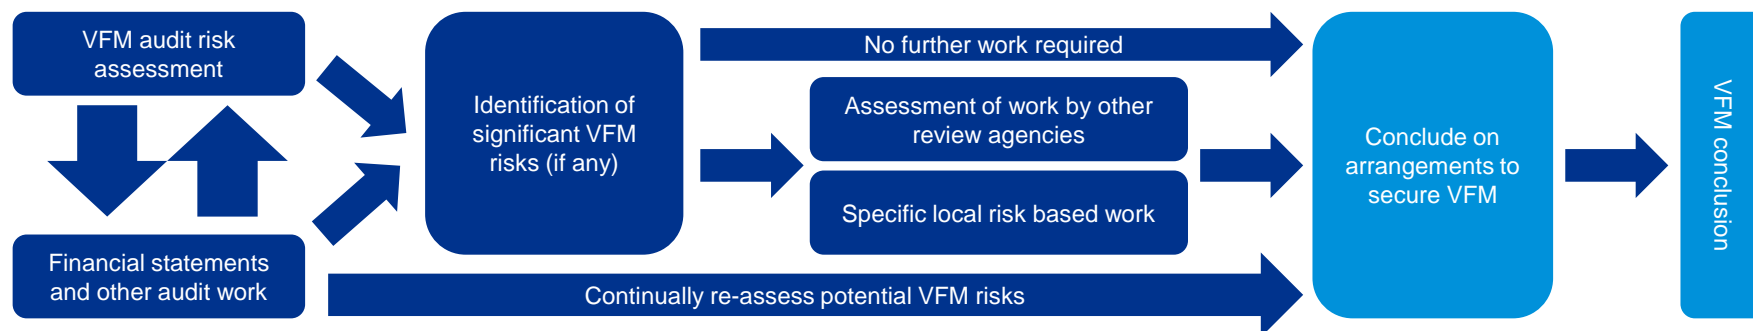 VFM audit risk
assessment
Financial statements
and other audit work
Identification of
significant VFM
risks (if any)
No further work required
Assessment of work by other
review agencies
Specific local risk based work
Continually re-assess potential VFM risks
Conclude on
arrangements to
secure VFM
VFM conclusion